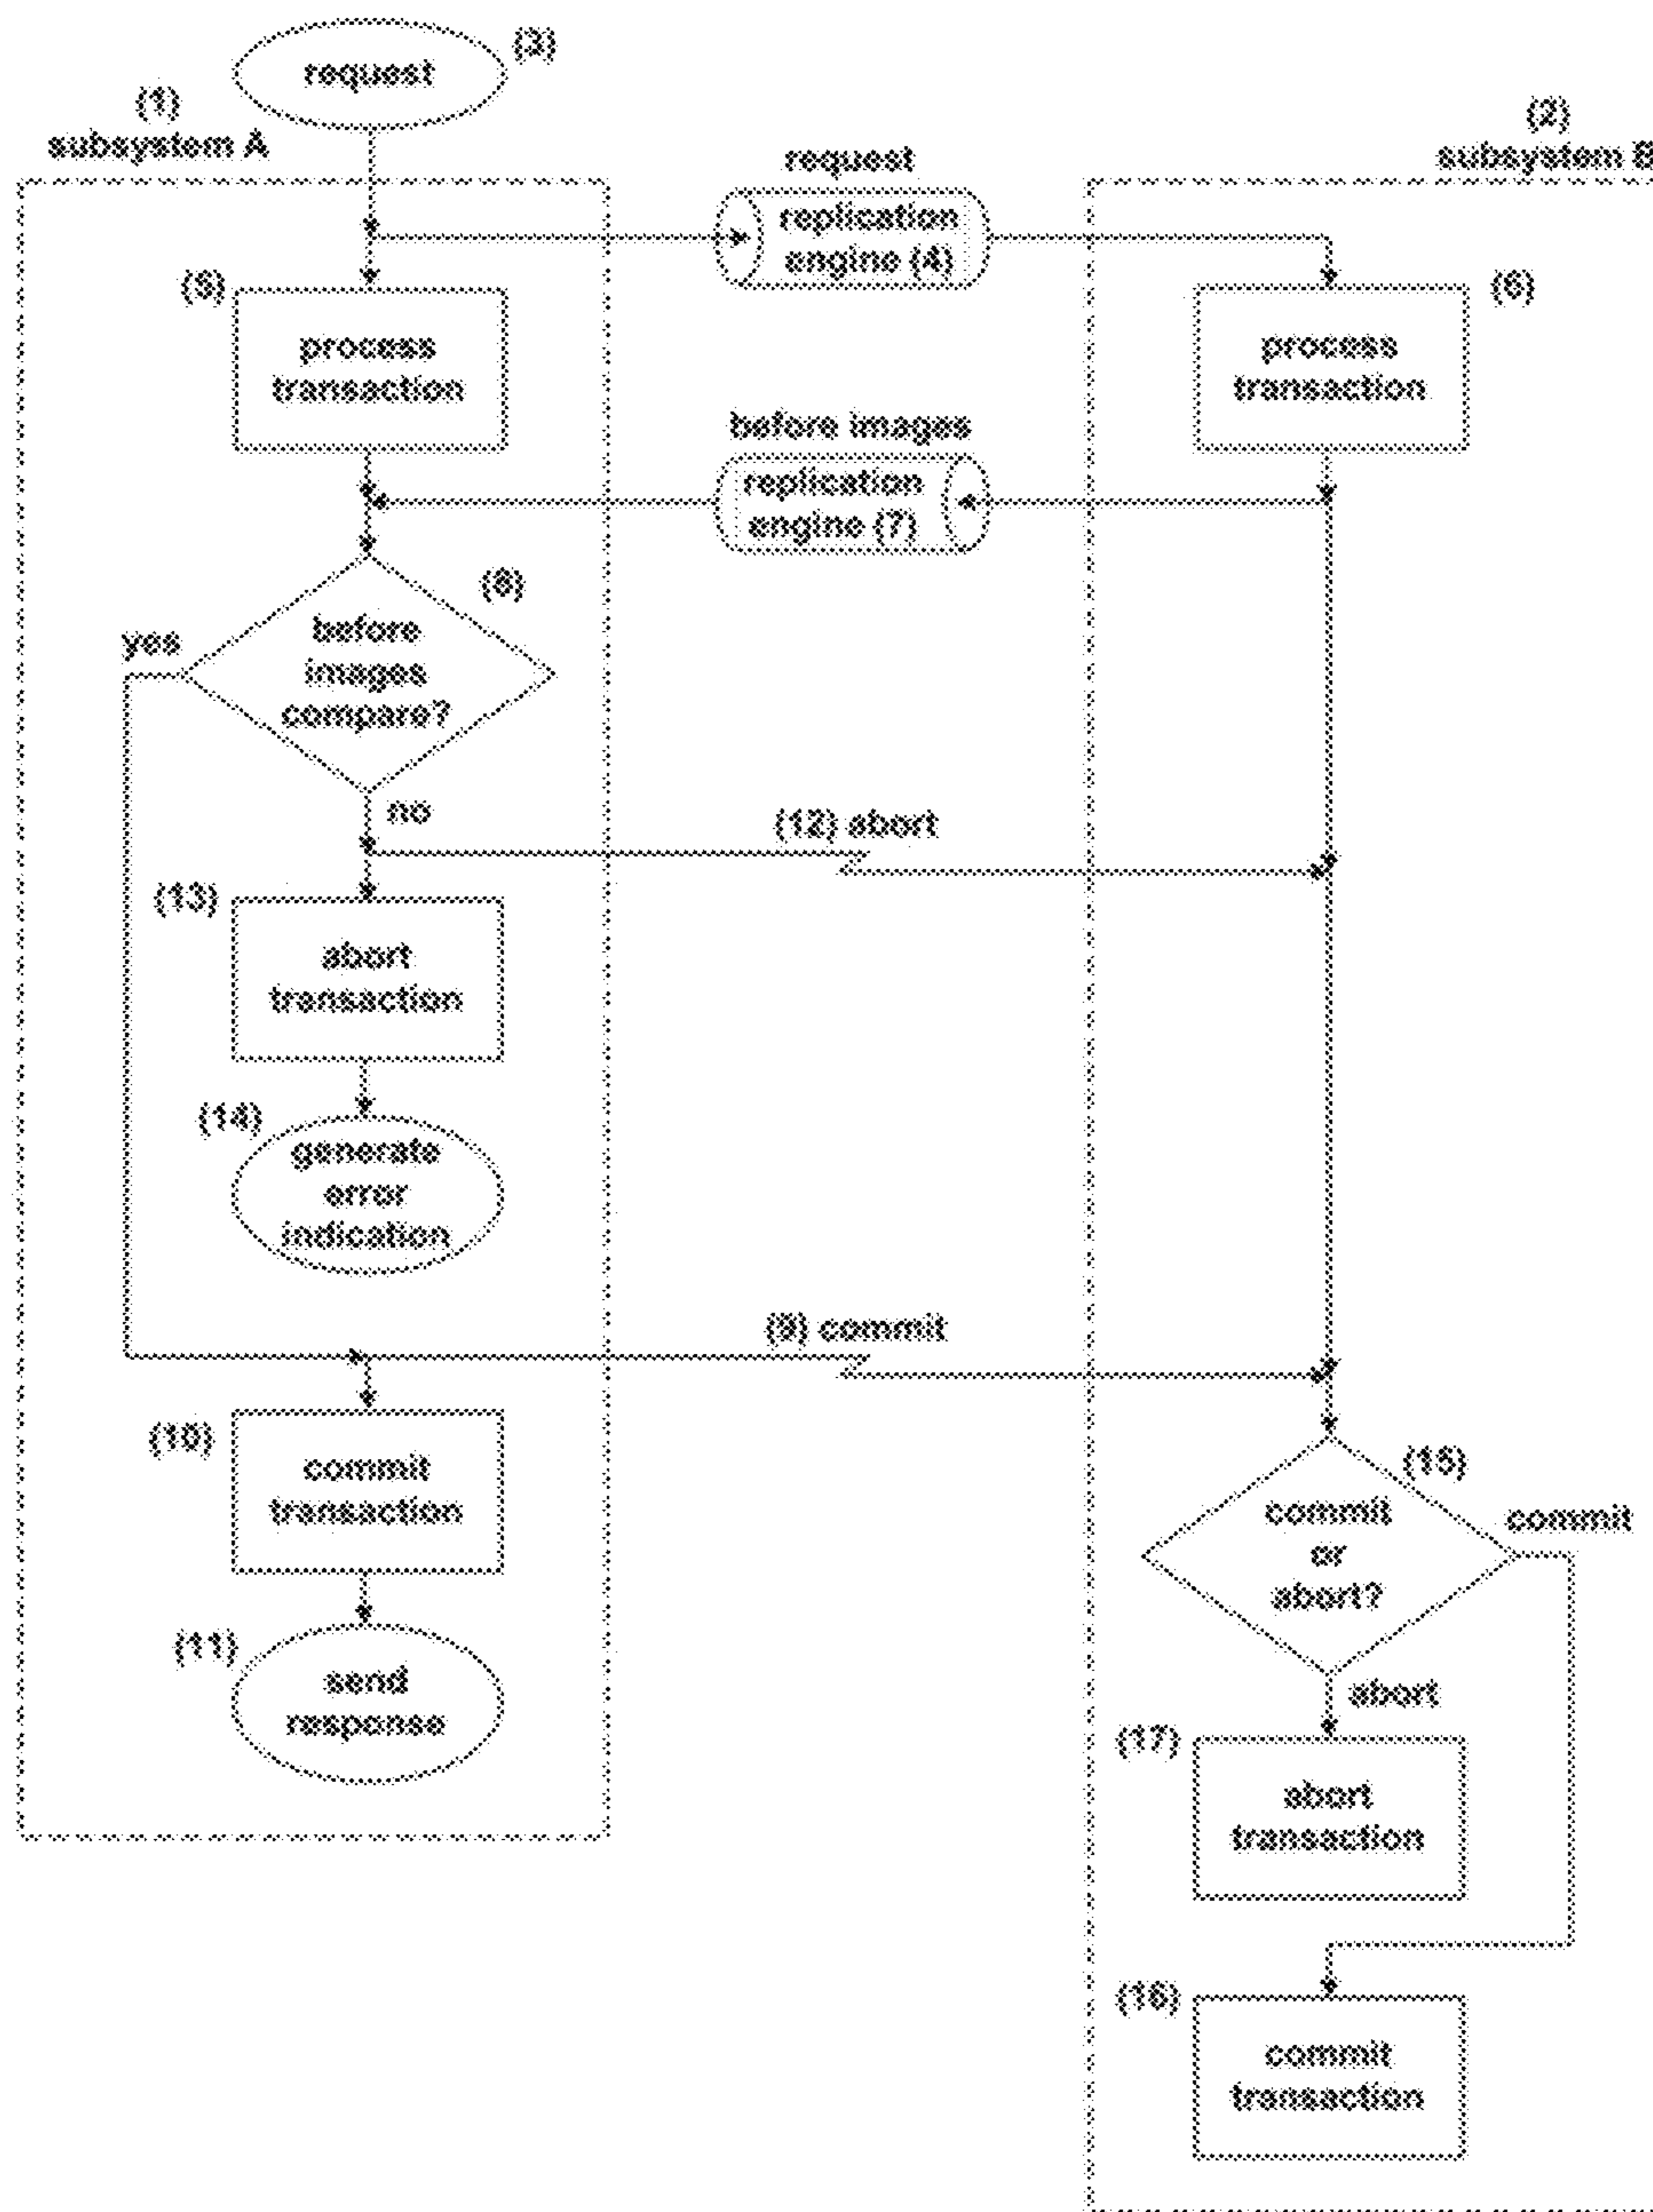 request
(3)
(1)
subsystem A
(2)
subsystem B
request
replication
engine (4)
(5)
process
transaction
(6)
process
transaction
before images
replication
engine (7)
(8)
before
images
compare?
yes
no
(12) abort
(13)
abort
transaction
(14)
generate
error
indication
(9) commit
(10)
commit
transaction
(15)
commit
or
abort?
commit
(11)
send
response
abort
(17)
abort
transaction
(16)
commit
transaction